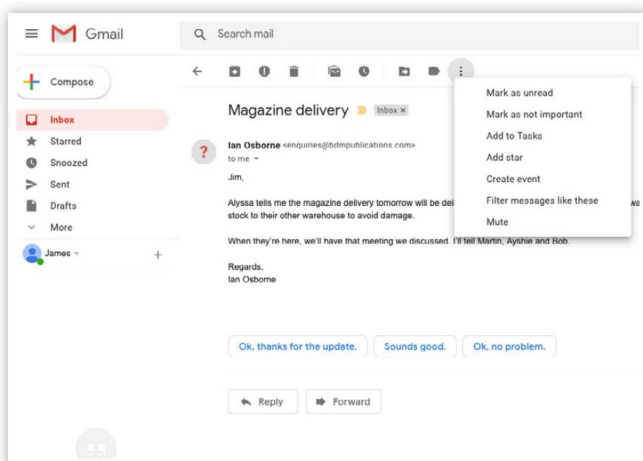 Gmail
Search mail
Compose
Inbox
Starred
Snoozed
Sent
Drafts
More
James
Magazine delivery
Inbox ×
Ian Osborne <enquiries@bdmpublications.com>
to me
Jim,
Alyssa tells me the magazine delivery tomorrow will be del
wa
stock to their other warehouse to avoid damage.
When they're here, we'll have that meeting we discussed. I'll tell Martin, Ayshie and Bob.
Regards,
Ian Osborne
Mark as unread
Mark as not important
Add to Tasks
Add star
Create event
Filter messages like these
Mute
Ok, thanks for the update.
Sounds good.
Ok, no problem.
Reply
Forward